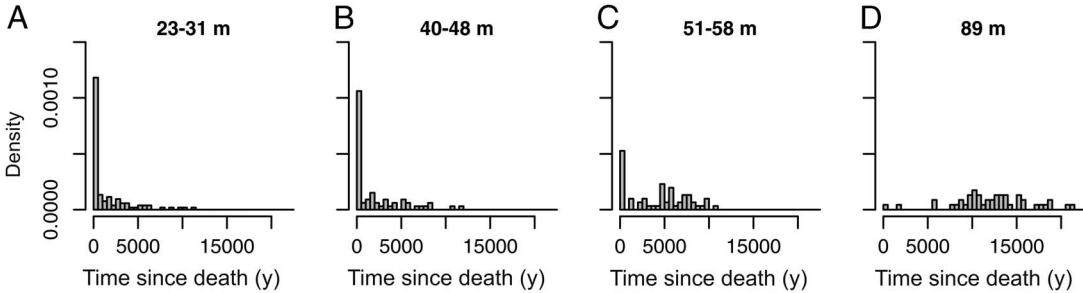 A 23-31 m
B 40-48 m
C 51-58 m
D 89 m
Density
0.0000 0.0010
0 5000 15000
0 5000 15000
0 5000 15000
0 5000 15000
Time since death (y)
Time since death (y)
Time since death (y)
Time since death (y)